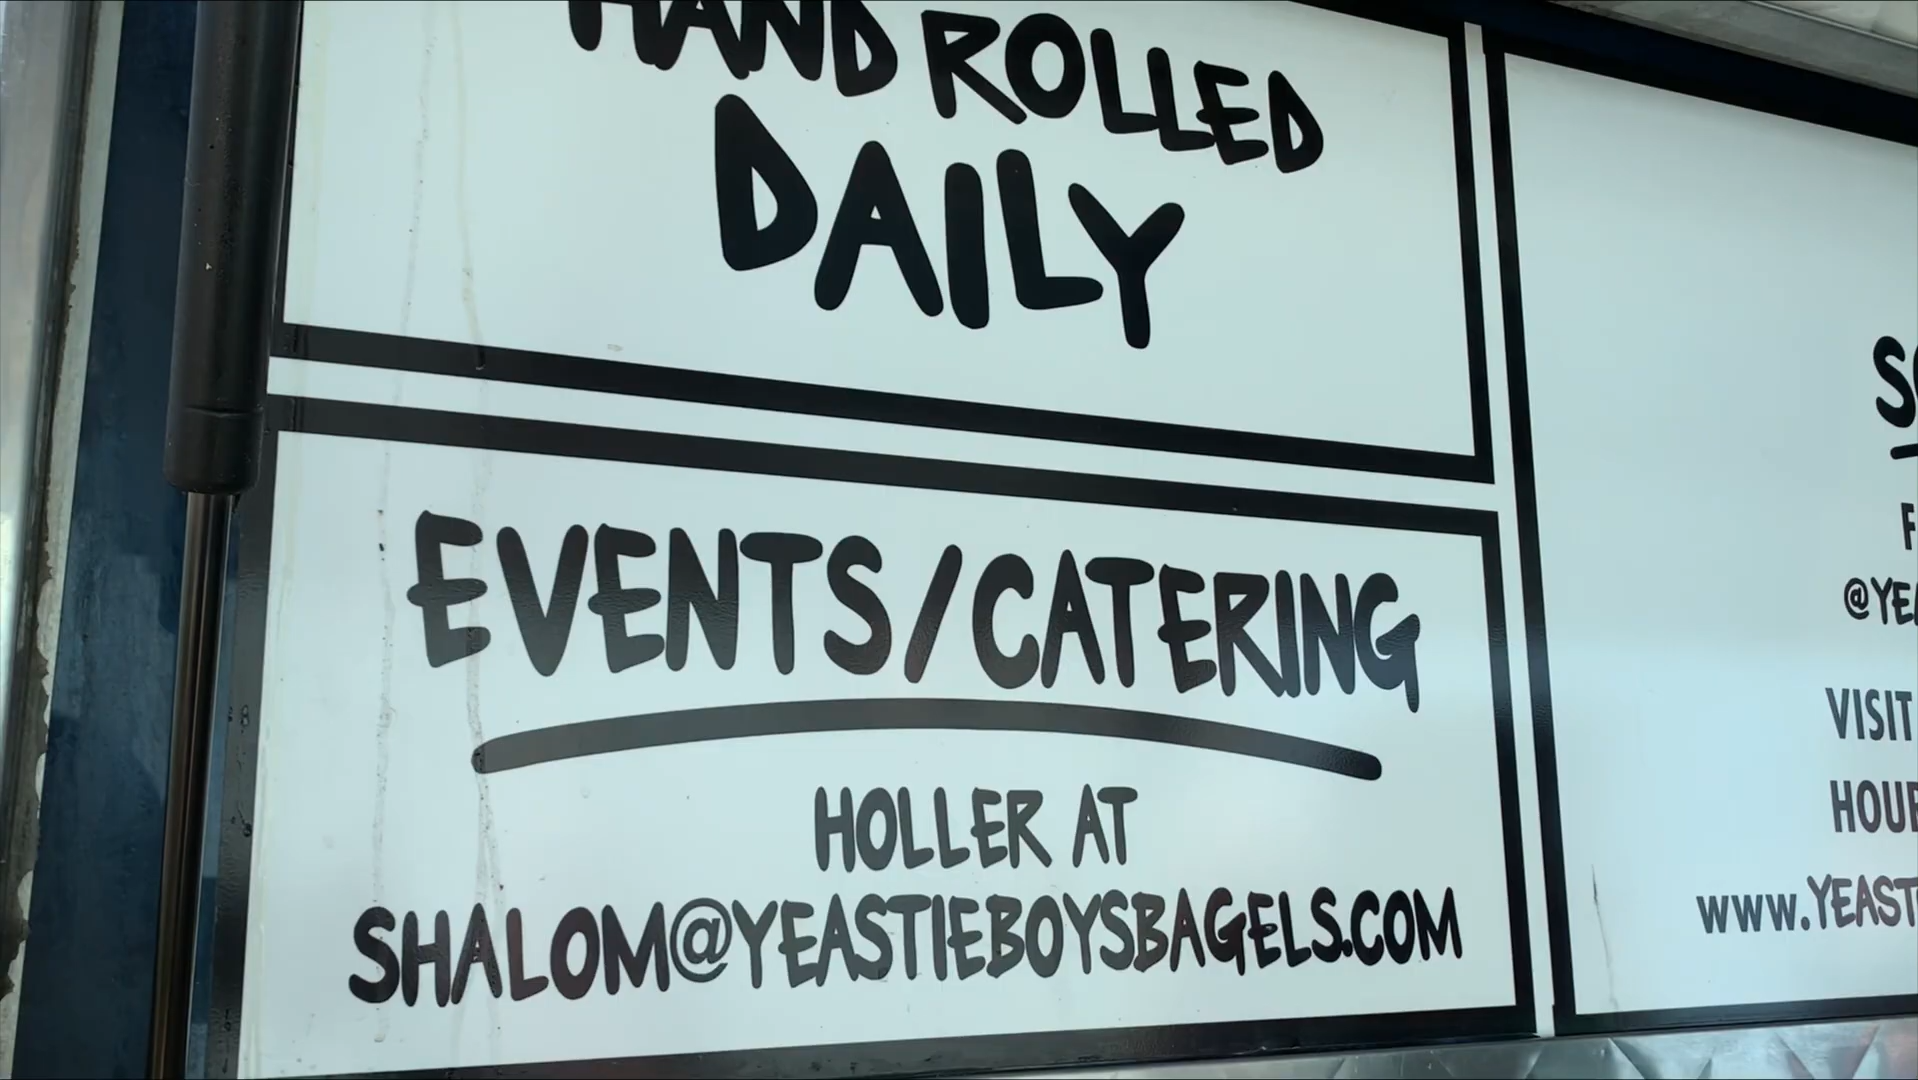 HAND ROLLED
DAILY
EVENTS/CATERING
HOLLER AT
SHALOM@YEASTIEBOYSBAGELS.COM
VISIT